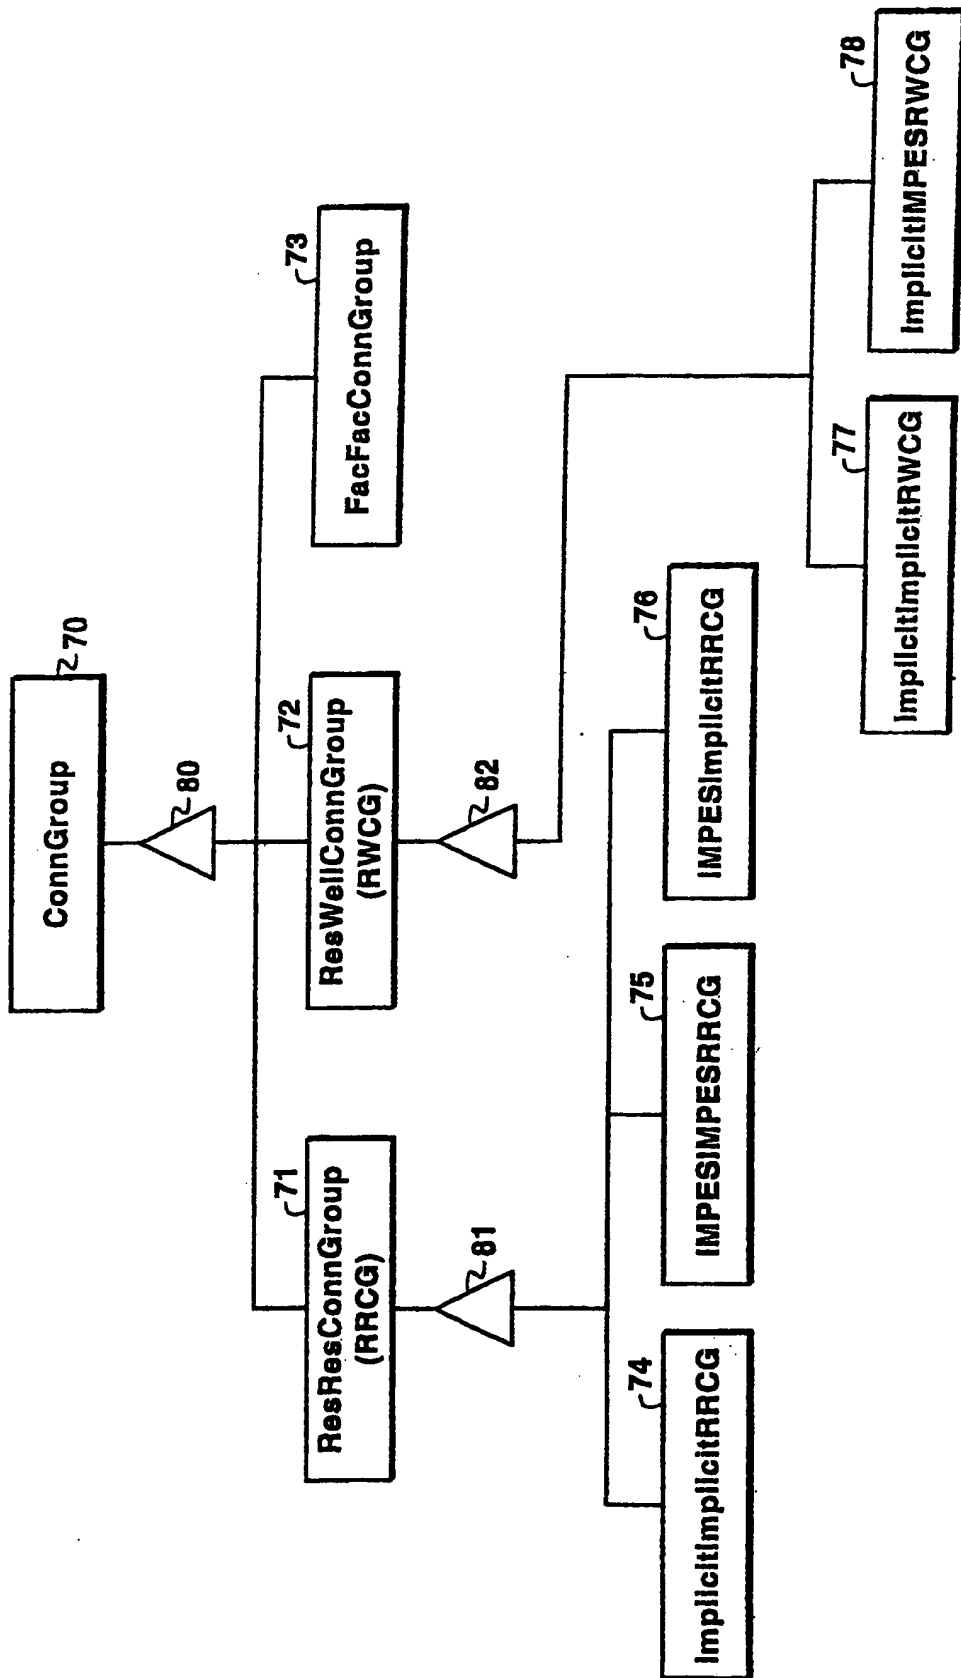 ConnGroup
70
80
ResResConnGroup
(RRCG)
71
ResWellConnGroup
(RWCG)
72
FacFacConnGroup
73
81
82
ImplicitImplicitRRCG
74
IMPESIMPESRRCG
75
IMPESImplicitRRCG
76
ImplicitImplicitRWCG
77
ImplicitIMPESRWCG
78